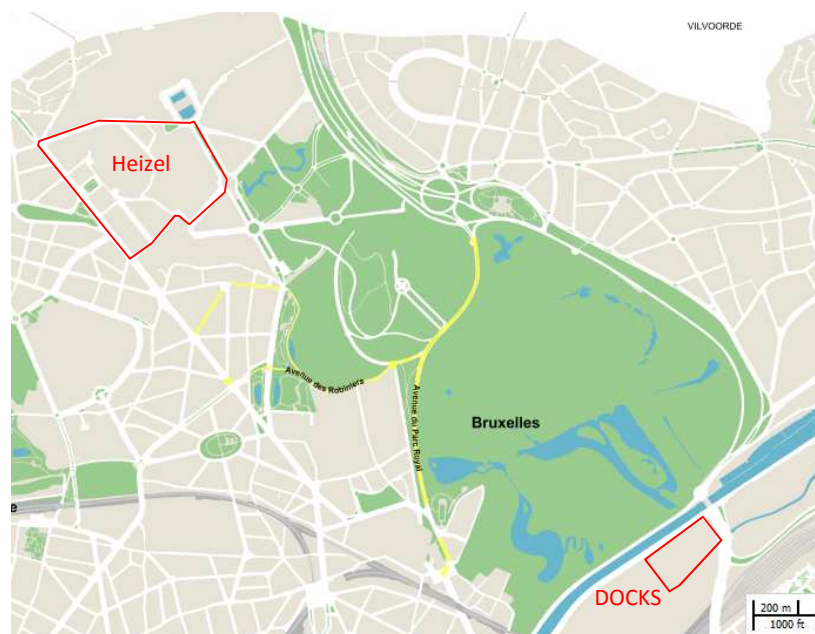 VILVOORDE
Heizel
Avenue des Robiniers
Avenue du Parc Royal
Bruxelles
e
DOCKS
200 m
1000 ft